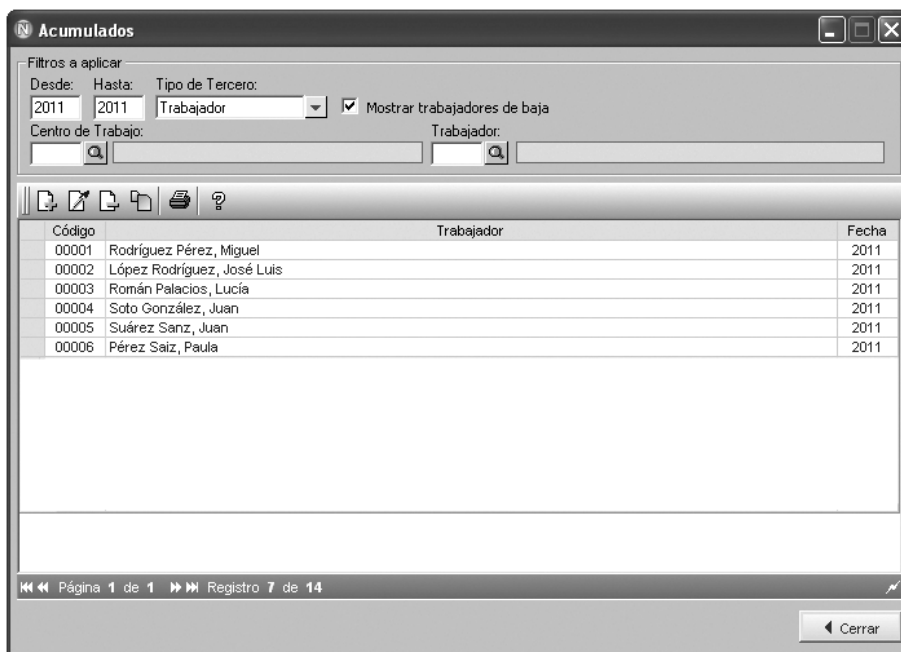 Acumulados
Filtros a aplicar
Desde: Hasta: Tipo de Tercero:
2011 2011 Trabajador Mostrar trabajadores de baja
Centro de Trabajo: Trabajador:
Código Trabajador Fecha
00001 Rodríguez Pérez, Miguel 2011
00002 López Rodríguez, José Luis 2011
00003 Román Palacios, Lucía 2011
00004 Soto González, Juan 2011
00005 Suárez Sanz, Juan 2011
00006 Pérez Saiz, Paula 2011
Página 1 de 1 Registro 7 de 14
Cerrar